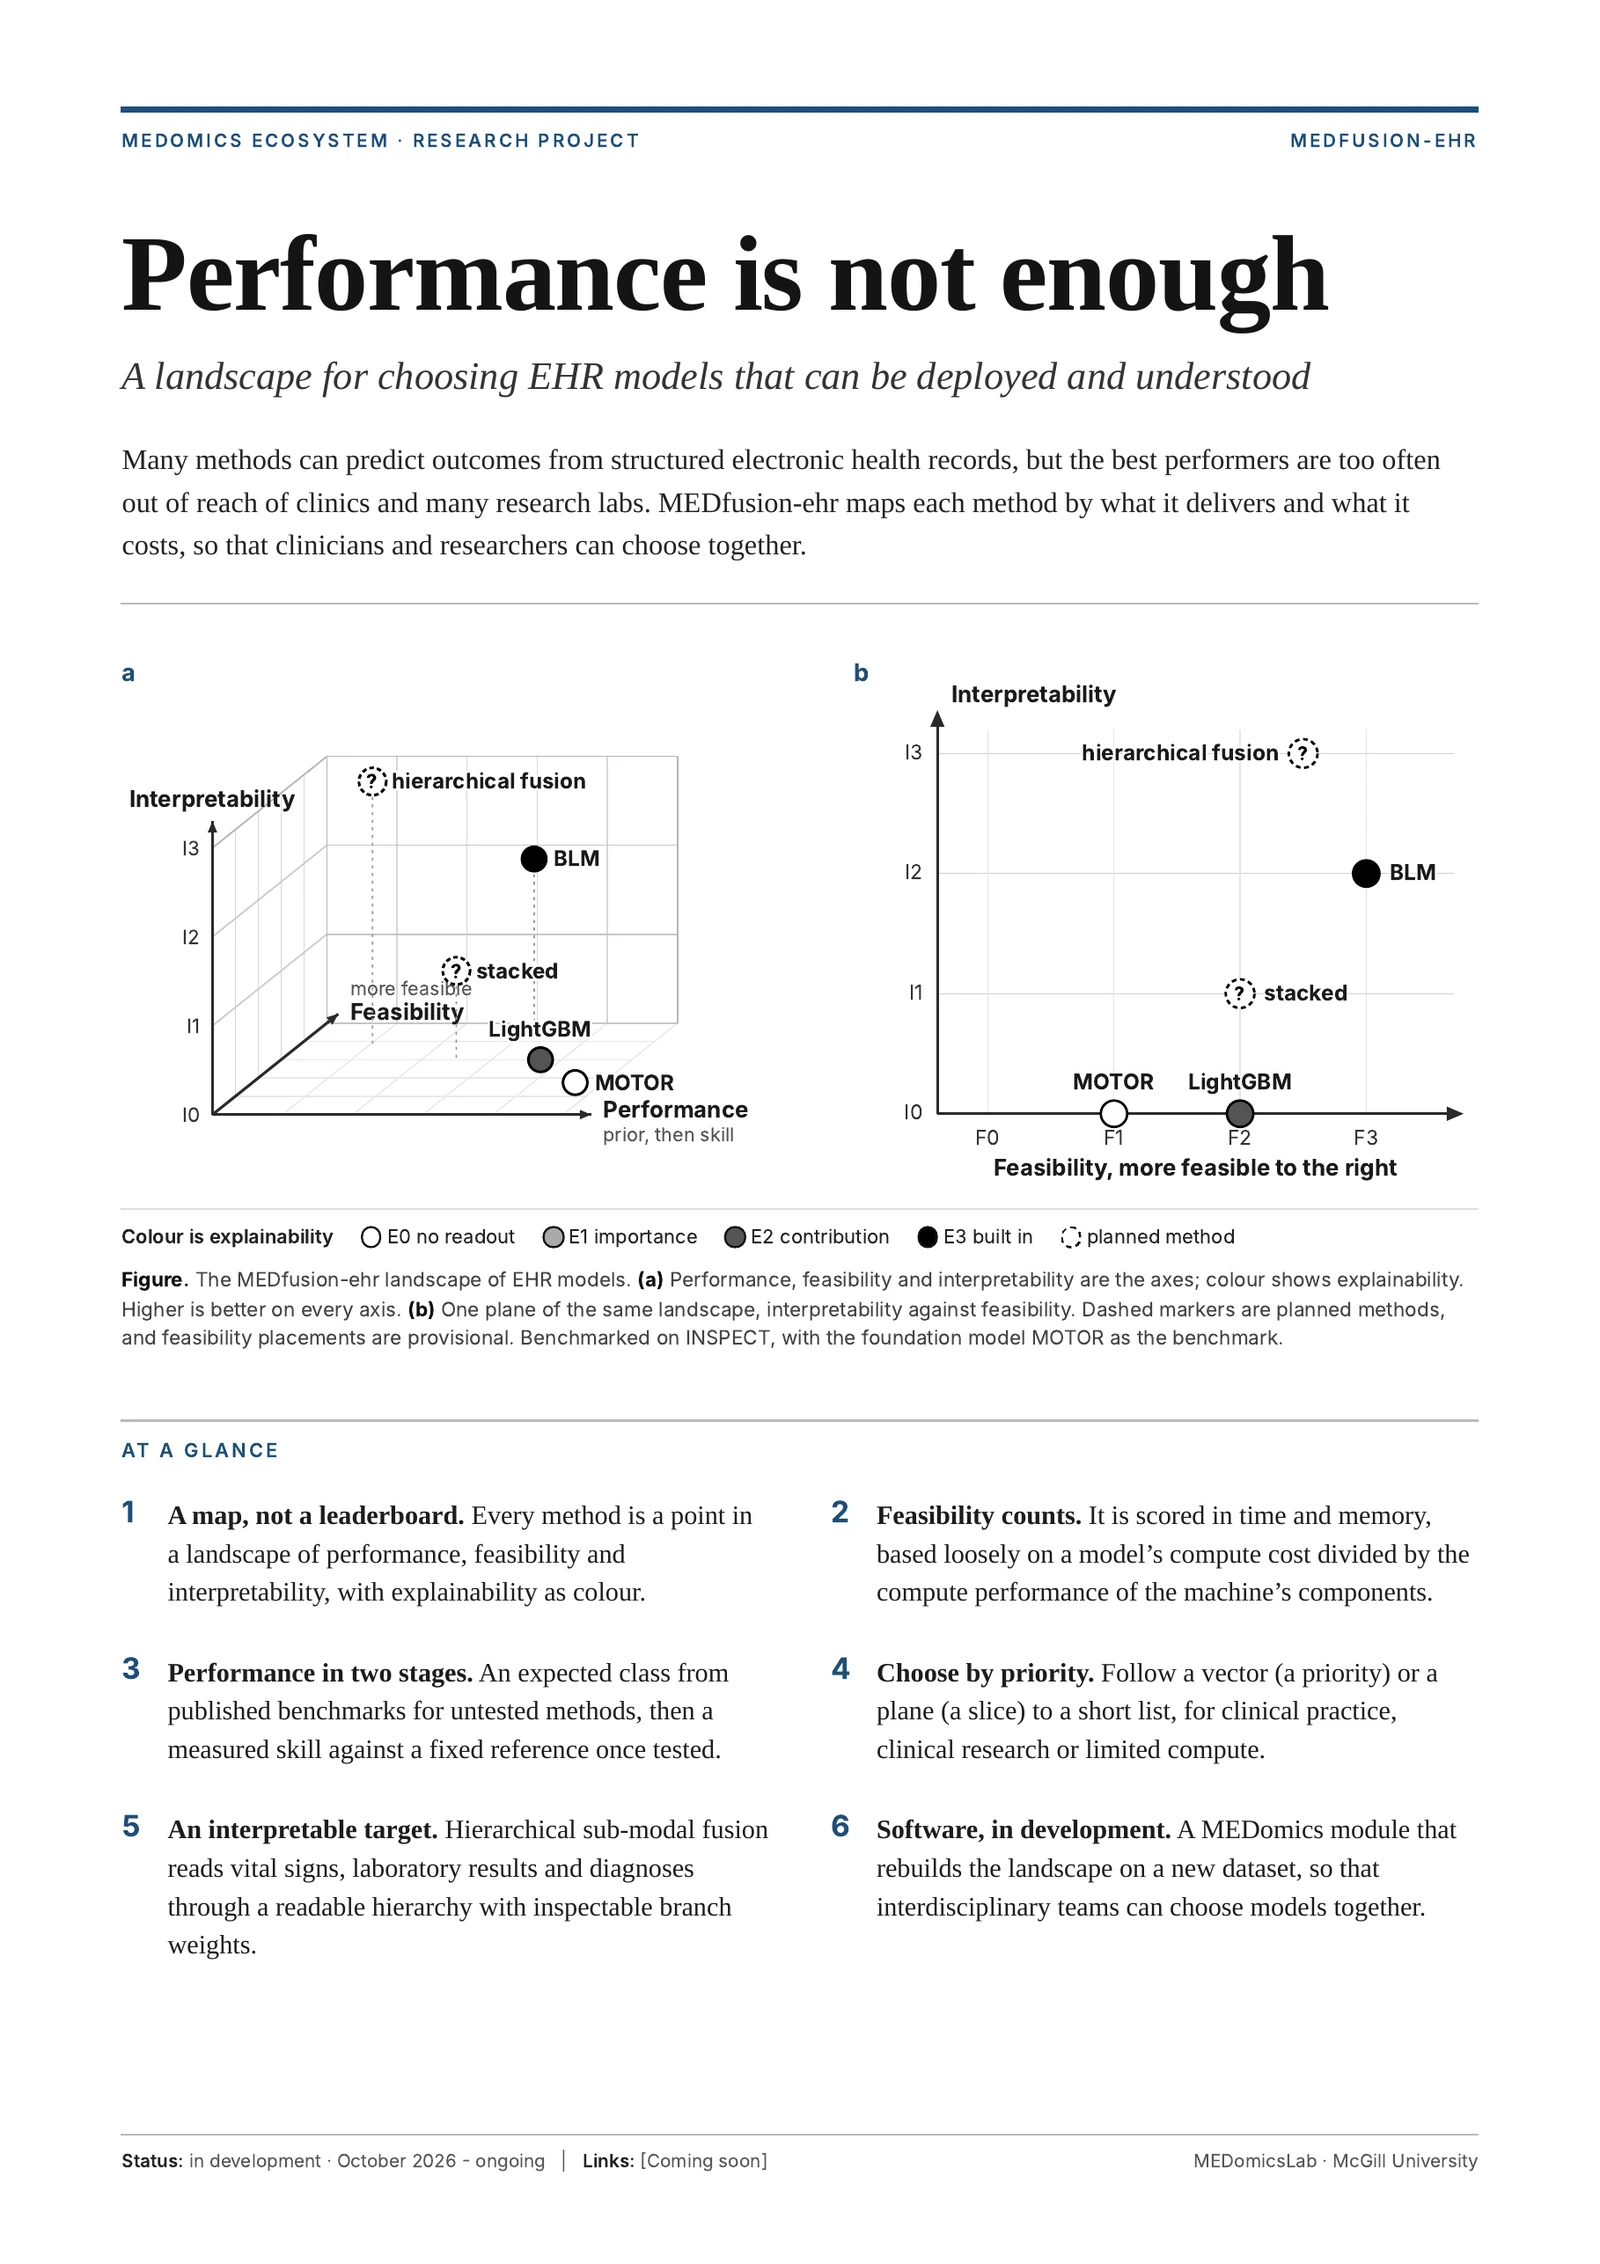 MEDOMICS ECOSYSTEM · RESEARCH PROJECT
MEDFUSION-EHR
Performance is not enough
A landscape for choosing EHR models that can be deployed and understood
Many methods can predict outcomes from structured electronic health records, but the best performers are too often
out of reach of clinics and many research labs. MEDfusion-ehr maps each method by what it delivers and what it
costs, so that clinicians and researchers can choose together.
a
Interpretability
I3
I2
I1
I0
? hierarchical fusion
BLM
? stacked
more feasible
Feasibility
LightGBM
MOTOR
Performance
prior, then skill
b
Interpretability
I3
I2
I1
I0
hierarchical fusion ?
BLM
? stacked
MOTOR
LightGBM
F0
F1
F2
F3
Feasibility, more feasible to the right
Colour is explainability E0 no readout E1 importance E2 contribution E3 built in planned method
Figure. The MEDfusion-ehr landscape of EHR models. (a) Performance, feasibility and interpretability are the axes; colour shows explainability.
Higher is better on every axis. (b) One plane of the same landscape, interpretability against feasibility. Dashed markers are planned methods,
and feasibility placements are provisional. Benchmarked on INSPECT, with the foundation model MOTOR as the benchmark.
AT A GLANCE
1 A map, not a leaderboard. Every method is a point in
a landscape of performance, feasibility and
interpretability, with explainability as colour.
2 Feasibility counts. It is scored in time and memory,
based loosely on a model’s compute cost divided by the
compute performance of the machine’s components.
3 Performance in two stages. An expected class from
published benchmarks for untested methods, then a
measured skill against a fixed reference once tested.
4 Choose by priority. Follow a vector (a priority) or a
plane (a slice) to a short list, for clinical practice,
clinical research or limited compute.
5 An interpretable target. Hierarchical sub-modal fusion
reads vital signs, laboratory results and diagnoses
through a readable hierarchy with inspectable branch
weights.
6 Software, in development. A MEDomics module that
rebuilds the landscape on a new dataset, so that
interdisciplinary teams can choose models together.
Status: in development · October 2026 - ongoing | Links: [Coming soon]
MEDomicsLab · McGill University